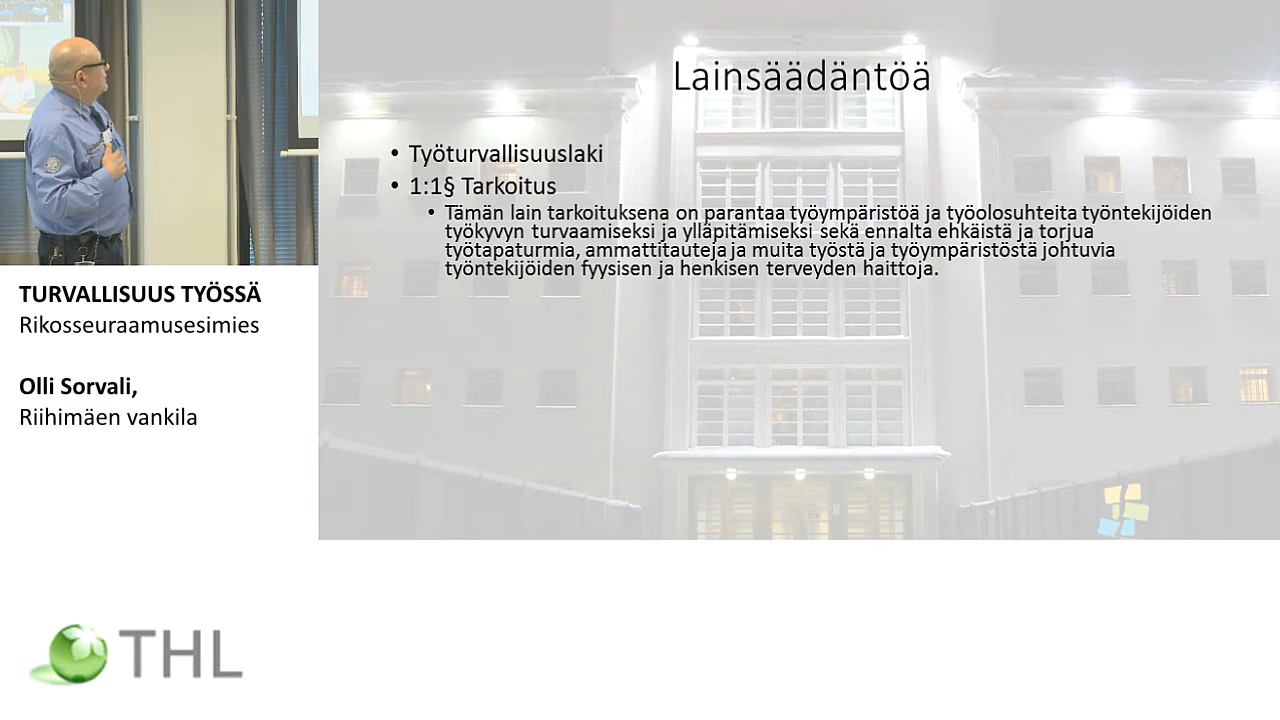 TURVALLISUUS TYÖSSÄ
Rikosseuraamusesimies
Olli Sorvali,
Riihimäen vankila
THL
Lainsäädäntöä
• Työturvallisuuslaki
• 1:1§ Tarkoitus
• Tämän lain tarkoituksena on parantaa työympäristöä ja työolosuhteita työntekijöiden
työkyvyn turvaamiseksi ja ylläpitämiseksi sekä ennalta ehkäistä ja torjua
työtapaturmia, ammattitauteja ja muita työstä ja työympäristöstä johtuvia
työntekijöiden fyysisen ja henkisen terveyden haittoja.